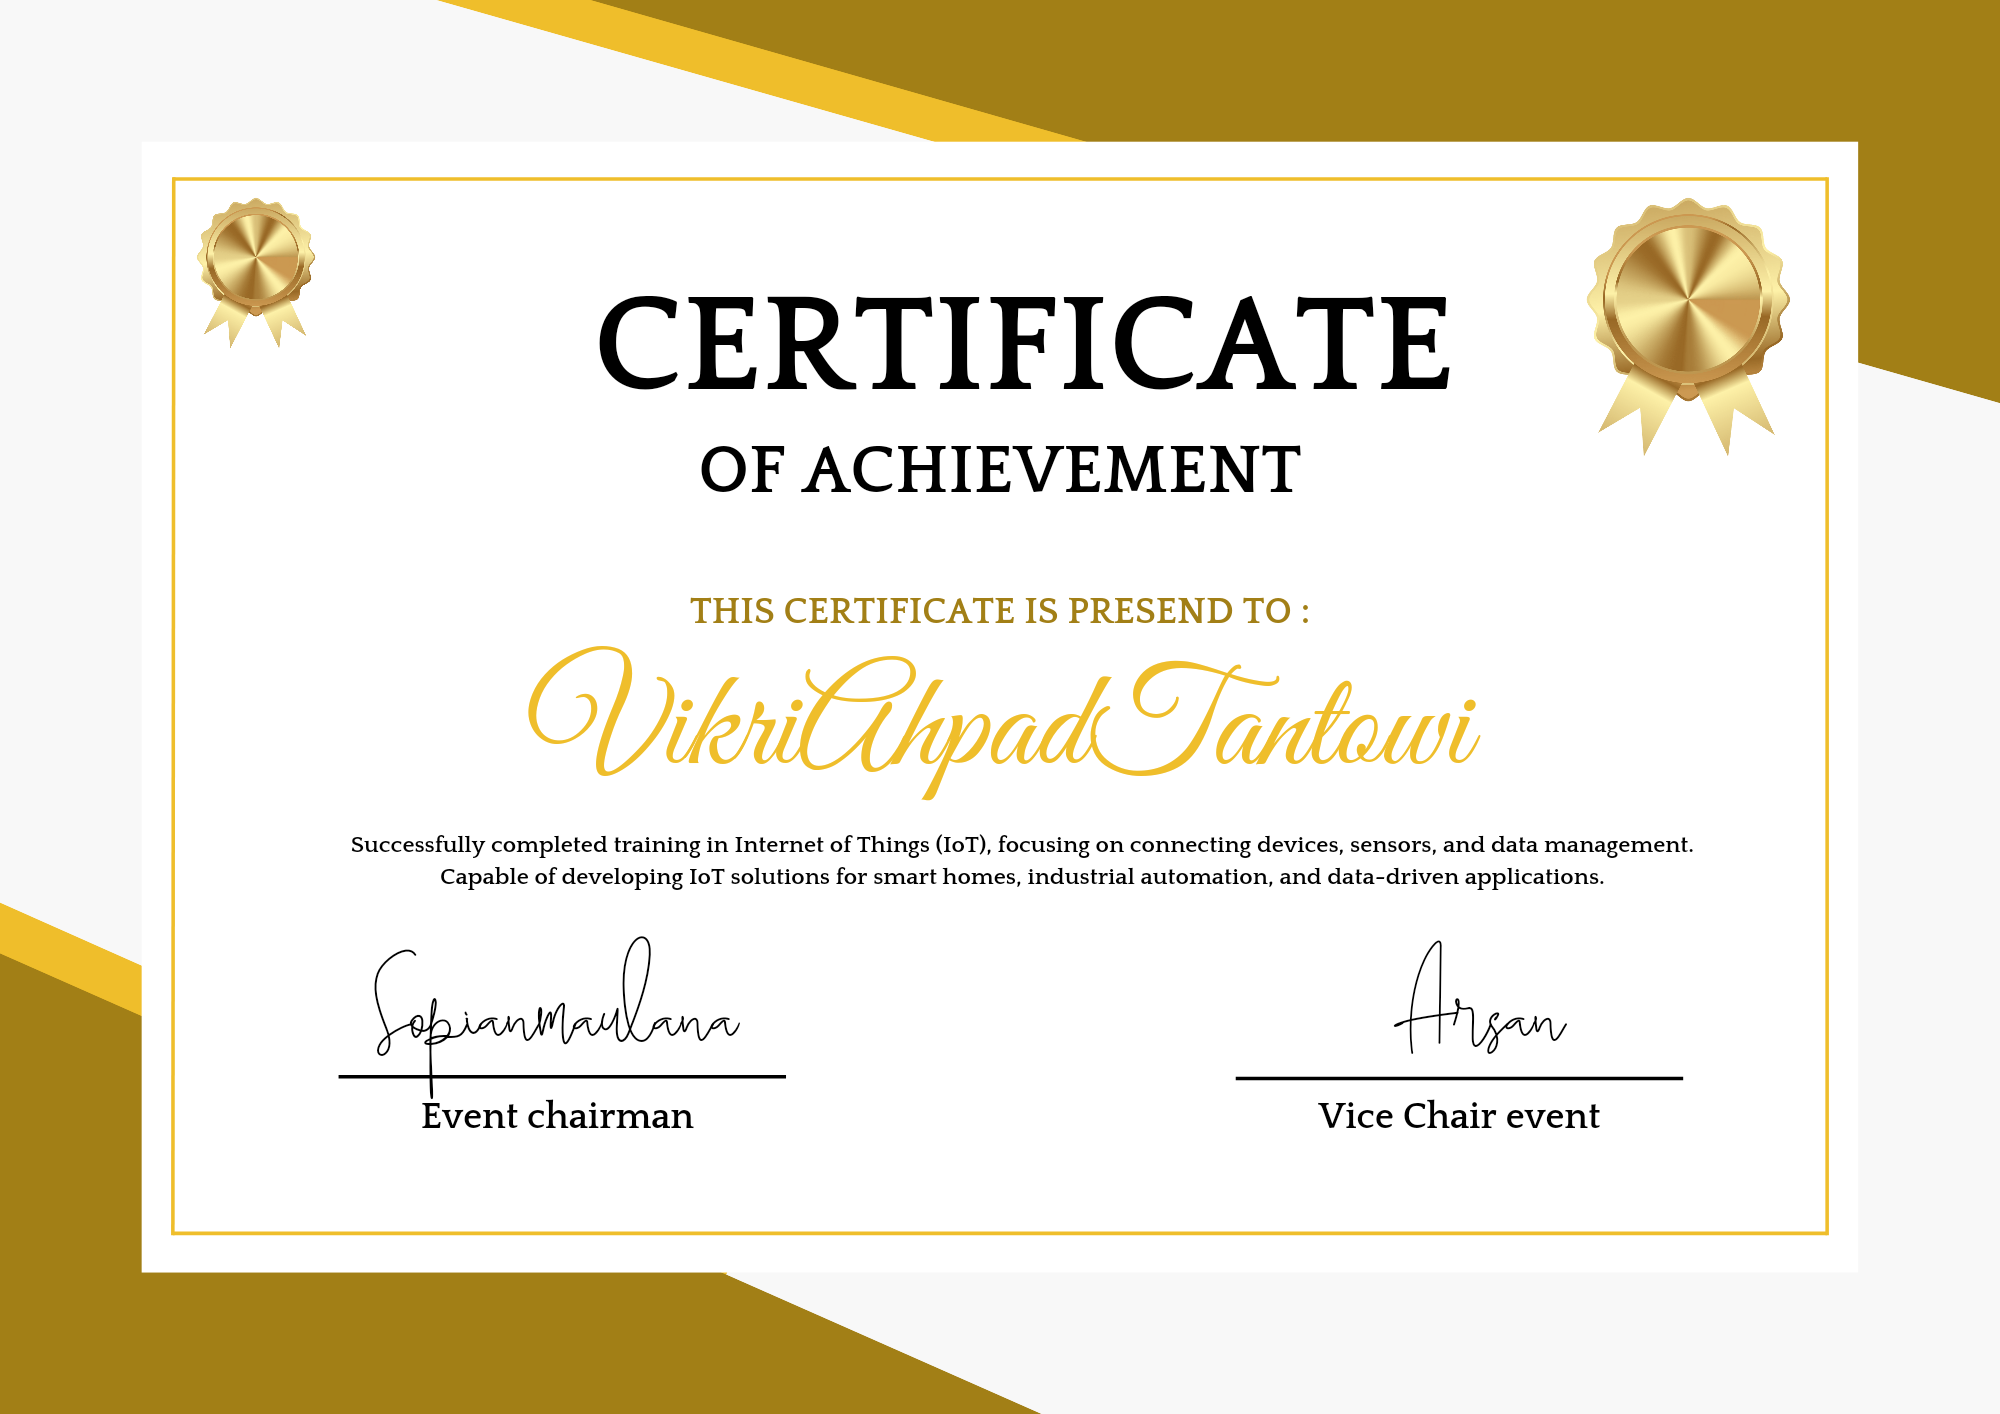 CERTIFICATE
OF ACHIEVEMENT
THIS CERTIFICATE IS PRESEND TO :
VikriAhpadTantowi
Successfully completed training in Internet of Things (IoT), focusing on connecting devices, sensors, and data management.
Capable of developing IoT solutions for smart homes, industrial automation, and data-driven applications.
Sopianmaulana
Arsan
Event chairman
Vice Chair event